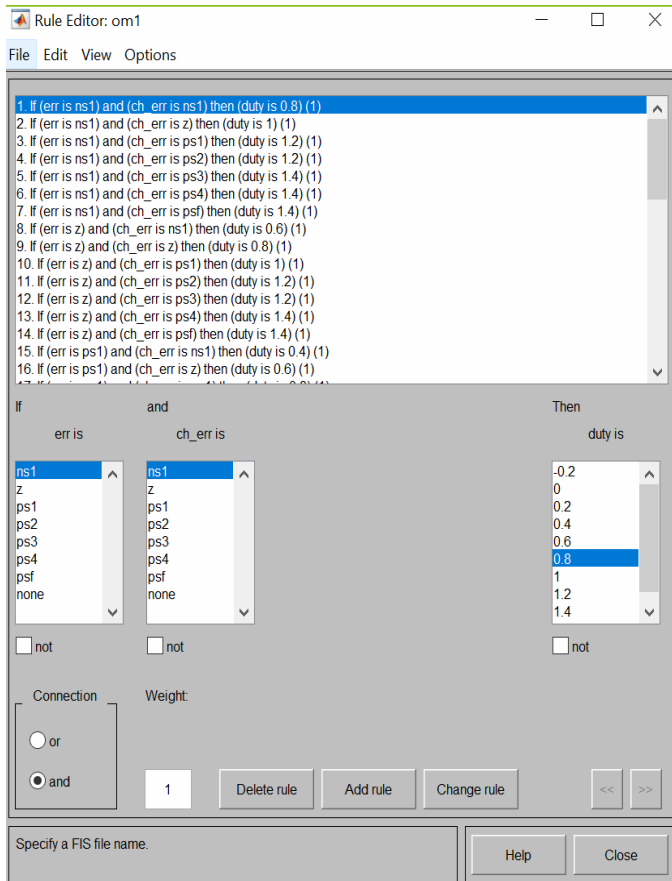 Rule Editor: om1
File Edit View Options
1. If (err is ns1) and (ch_err is ns1) then (duty is 0.8) (1)
2. If (err is ns1) and (ch_err is z) then (duty is 1) (1)
3. If (err is ns1) and (ch_err is ps1) then (duty is 1.2) (1)
4. If (err is ns1) and (ch_err is ps2) then (duty is 1.2) (1)
5. If (err is ns1) and (ch_err is ps3) then (duty is 1.4) (1)
6. If (err is ns1) and (ch_err is ps4) then (duty is 1.4) (1)
7. If (err is ns1) and (ch_err is psf) then (duty is 1.4) (1)
8. If (err is z) and (ch_err is ns1) then (duty is 0.6) (1)
9. If (err is z) and (ch_err is z) then (duty is 0.8) (1)
10. If (err is z) and (ch_err is ps1) then (duty is 1) (1)
11. If (err is z) and (ch_err is ps2) then (duty is 1.2) (1)
12. If (err is z) and (ch_err is ps3) then (duty is 1.2) (1)
13. If (err is z) and (ch_err is ps4) then (duty is 1.4) (1)
14. If (err is z) and (ch_err is psf) then (duty is 1.4) (1)
15. If (err is ps1) and (ch_err is ns1) then (duty is 0.4) (1)
16. If (err is ps1) and (ch_err is z) then (duty is 0.6) (1)
If and Then
err is ch_err is duty is
ns1 ns1 -0.2
z z 0
ps1 ps1 0.2
ps2 ps2 0.4
ps3 ps3 0.6
ps4 ps4 0.8
psf psf 1
none none 1.2
1.4
not not not
Connection Weight:
or
and 1 Delete rule Add rule Change rule << >>
Specify a FIS file name. Help Close